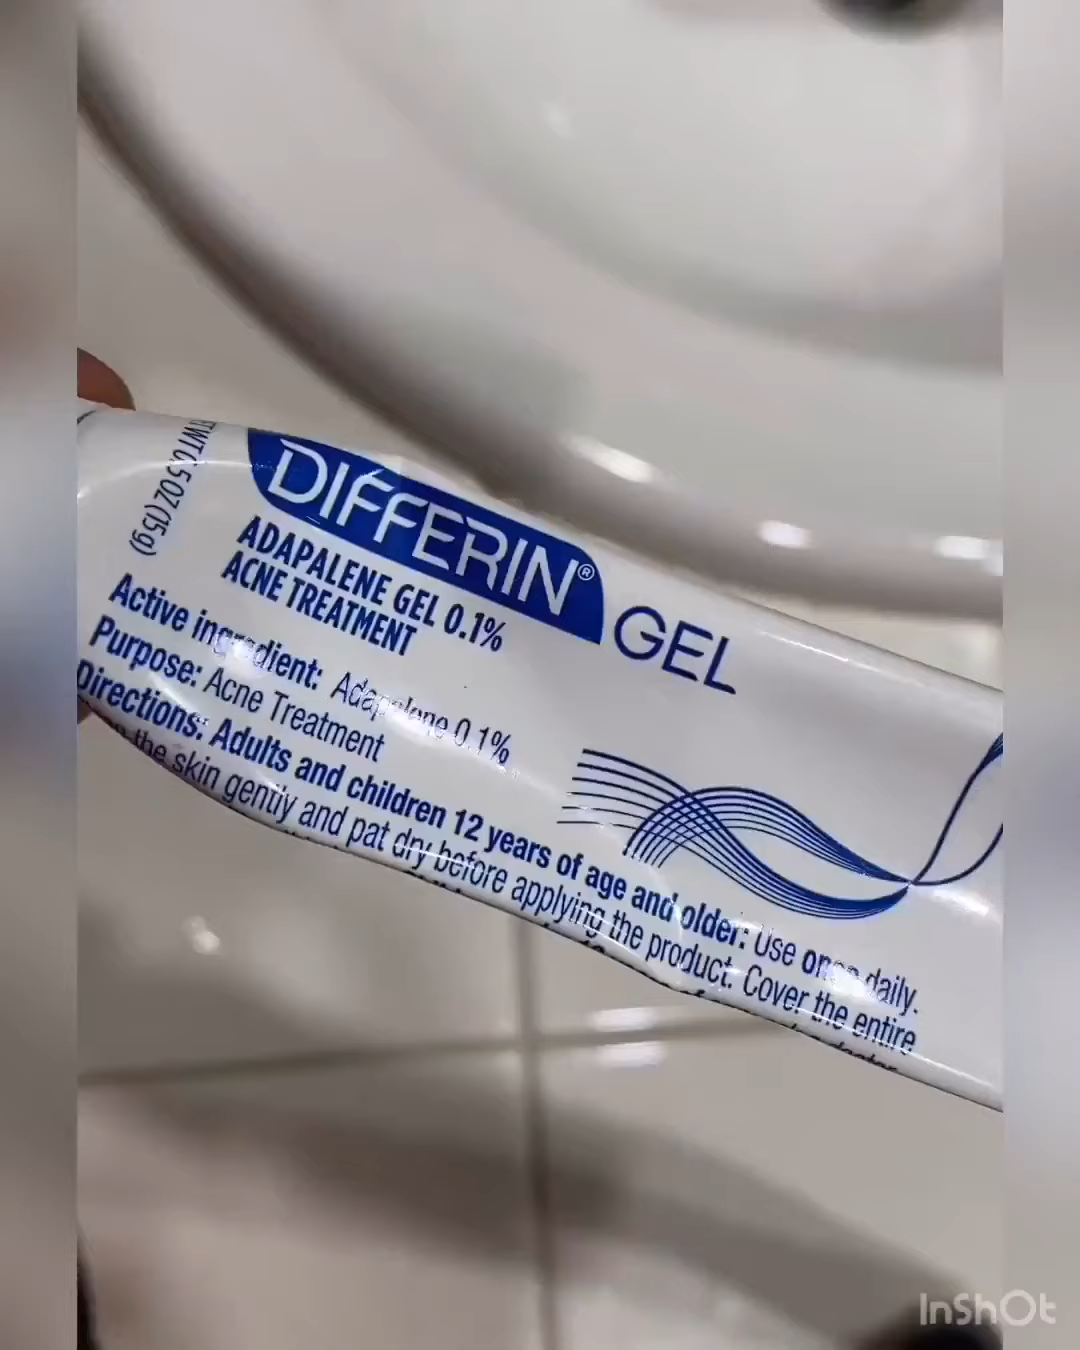 WT 0.5 OZ (15g)
DIFFERIN® GEL
ADAPALENE GEL 0.1%
ACNE TREATMENT
Active ingredient: Adapalene 0.1%
Purpose: Acne Treatment
Directions: Adults and children 12 years of age and older: Use once daily.
the skin gently and pat dry before applying the product. Cover the entire
InShOt